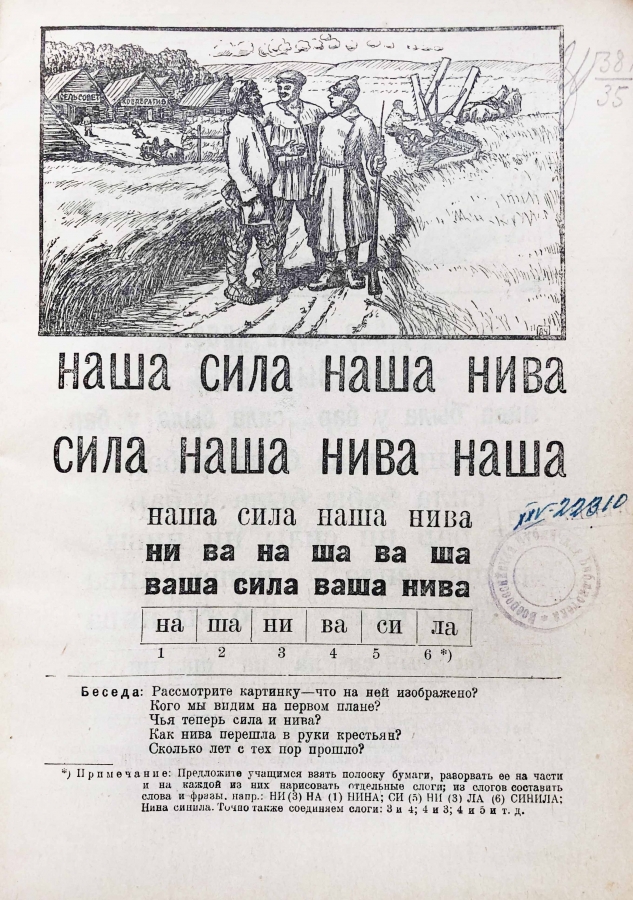 СЕЛЬСОВЕТ
КООПЕРАТИВ
381
35
наша сила наша нива
сила наша нива наша
наша сила наша нива
ни ва на ша ва ша
ваша сила ваша нива
на ша ни ва си ла
1 2 3 4 5 6 *)
Беседа: Рассмотрите картинку—что на ней изображено?
Кого мы видим на первом плане?
Чья теперь сила и нива?
Как нива перешла в руки крестьян?
Сколько лет с тех пор прошло?
*) Примечание: Предложите учащимся взять полоску бумаги, разорвать ее на части
и на каждой из них нарисовать отдельные слоги; из слогов составить
слова и фразы, напр.: НИ (3) НА (1) НИНА; СИ (5) НИ (3) ЛА (6) СИНИЛА;
Нина синила. Точно также соединяем слоги: 3 и 4; 4 и 3; 4 и 5 и т. д.
XIV-22310